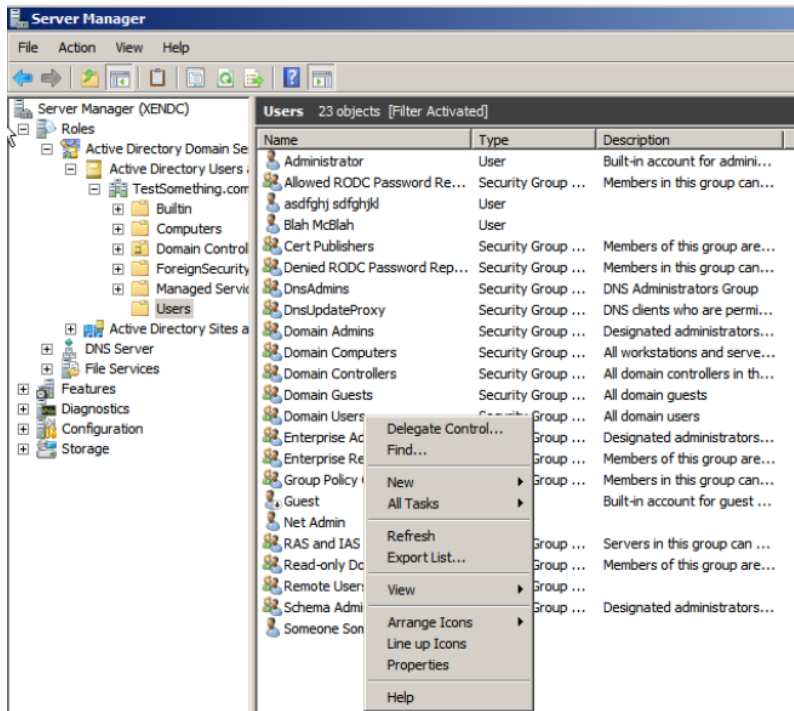 Server Manager
File Action View Help
Server Manager (XENDC)
Roles
Active Directory Domain Se
Active Directory Users
TestSomething.com
Builtin
Computers
Domain Control
ForeignSecurity
Managed Servic
Users
Active Directory Sites a
DNS Server
File Services
Features
Diagnostics
Configuration
Storage
Users 23 objects [Filter Activated]
Name Type Description
Administrator User Built-in account for admini...
Allowed RODC Password Re... Security Group ... Members in this group can...
asdfghj sdfghjkl User
Blah McBlah User
Cert Publishers Security Group ... Members of this group are...
Denied RODC Password Rep... Security Group ... Members in this group can...
DnsAdmins Security Group ... DNS Administrators Group
DnsUpdateProxy Security Group ... DNS clients who are permi...
Domain Admins Security Group ... Designated administrators...
Domain Computers Security Group ... All workstations and serve...
Domain Controllers Security Group ... All domain controllers in th...
Domain Guests Security Group ... All domain guests
Domain Users Group ... All domain users
Enterprise Ad Group ... Designated administrators...
Enterprise Re Group ... Members of this group are...
Group Policy Group ... Members in this group can...
Guest Built-in account for guest ...
Net Admin
RAS and IAS Group ... Servers in this group can ...
Read-only Do Group ... Members of this group are...
Remote User Group ...
Schema Admi Group ... Designated administrators...
Someone Som
Delegate Control...
Find...
New
All Tasks
Refresh
Export List...
View
Arrange Icons
Line up Icons
Properties
Help